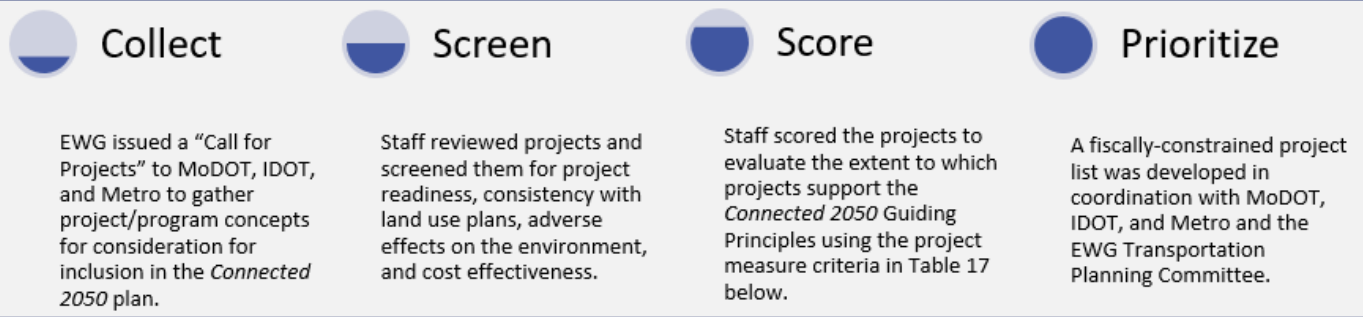 Collect
EWG issued a “Call for
Projects” to MoDOT, IDOT,
and Metro to gather
project/program concepts
for consideration for
inclusion in the Connected
2050 plan.
Screen
Staff reviewed projects and
screened them for project
readiness, consistency with
land use plans, adverse
effects on the environment,
and cost effectiveness.
Score
Staff scored the projects to
evaluate the extent to which
projects support the
Connected 2050 Guiding
Principles using the project
measure criteria in Table 17
below.
Prioritize
A fiscally-constrained project
list was developed in
coordination with MoDOT,
IDOT, and Metro and the
EWG Transportation
Planning Committee.